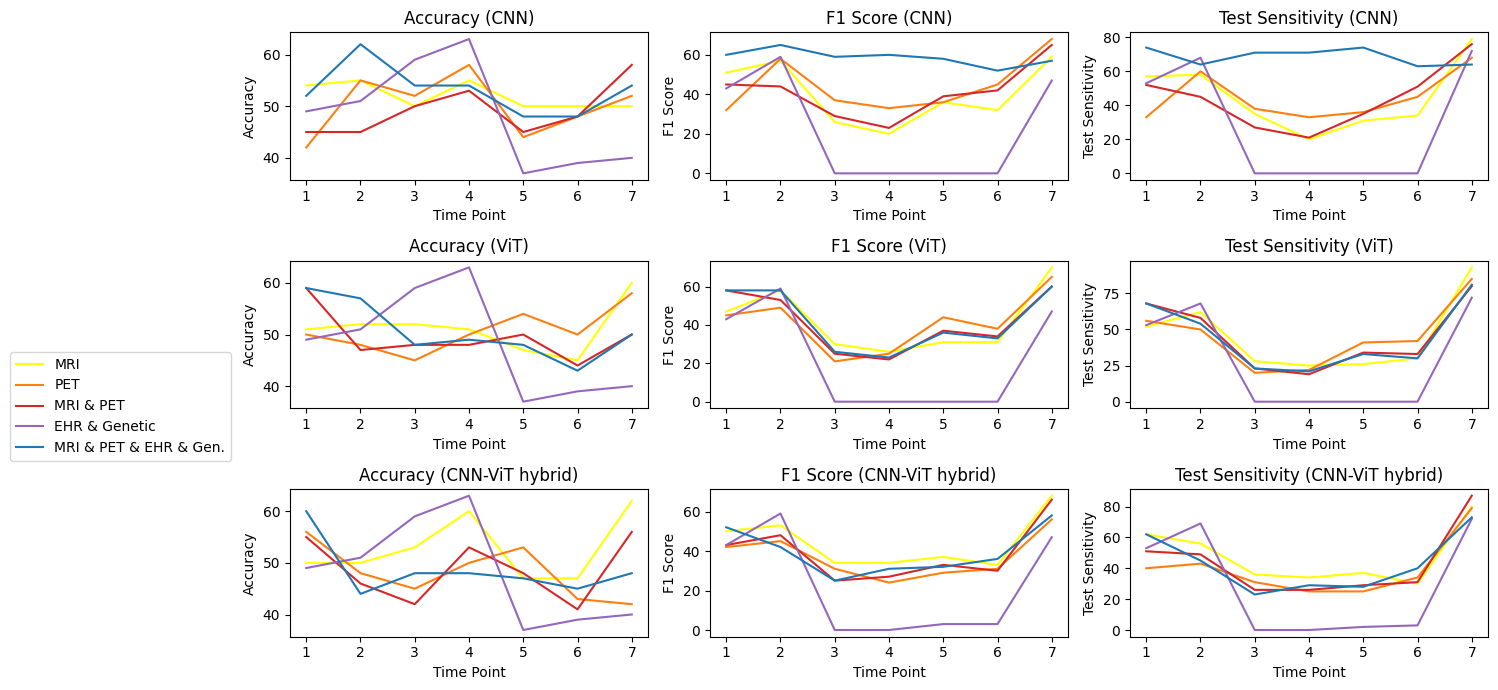 Accuracy (CNN)
F1 Score (CNN)
Test Sensitivity (CNN)
Accuracy
60
50
40
1 2 3 4 5 6 7
Time Point
F1 Score
60
40
20
0
1 2 3 4 5 6 7
Time Point
Test Sensitivity
80
60
40
20
0
1 2 3 4 5 6 7
Time Point
Accuracy (ViT)
F1 Score (ViT)
Test Sensitivity (ViT)
Accuracy
60
50
40
1 2 3 4 5 6 7
Time Point
F1 Score
60
40
20
0
1 2 3 4 5 6 7
Time Point
Test Sensitivity
75
50
25
0
1 2 3 4 5 6 7
Time Point
MRI
PET
MRI & PET
EHR & Genetic
MRI & PET & EHR & Gen.
Accuracy (CNN-ViT hybrid)
F1 Score (CNN-ViT hybrid)
Test Sensitivity (CNN-ViT hybrid)
Accuracy
60
50
40
1 2 3 4 5 6 7
Time Point
F1 Score
60
40
20
0
1 2 3 4 5 6 7
Time Point
Test Sensitivity
80
60
40
20
0
1 2 3 4 5 6 7
Time Point